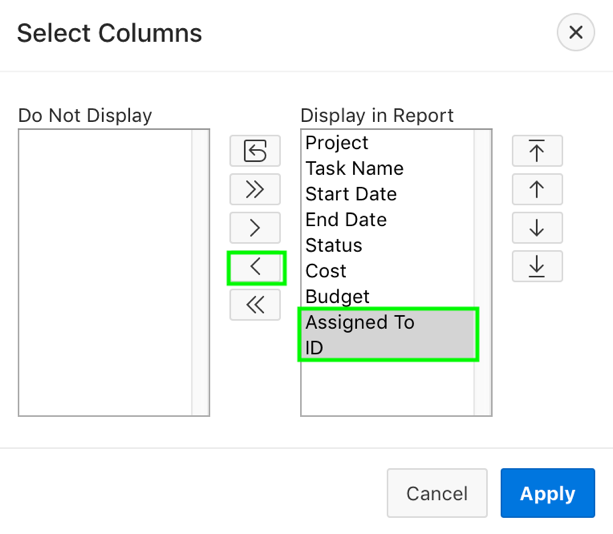 Select Columns
Do Not Display
Display in Report
Project
Task Name
Start Date
End Date
Status
Cost
Budget
Assigned To
ID
Cancel
Apply